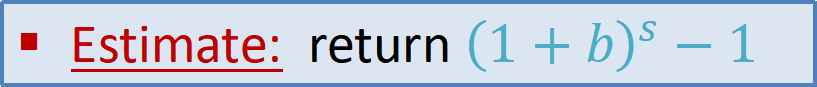 ▪ Estimate: return $(1 + b)^s - 1$